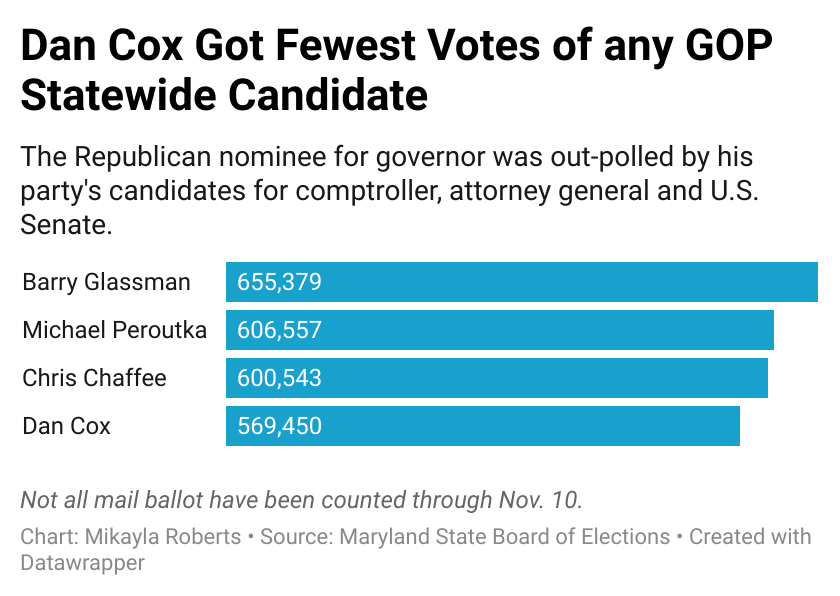 Dan Cox Got Fewest Votes of any GOP
Statewide Candidate
The Republican nominee for governor was out-polled by his
party's candidates for comptroller, attorney general and U.S.
Senate.
Barry Glassman 655,379
Michael Peroutka 606,557
Chris Chaffee 600,543
Dan Cox 569,450
Not all mail ballot have been counted through Nov. 10.
Chart: Mikayla Roberts • Source: Maryland State Board of Elections • Created with
Datawrapper